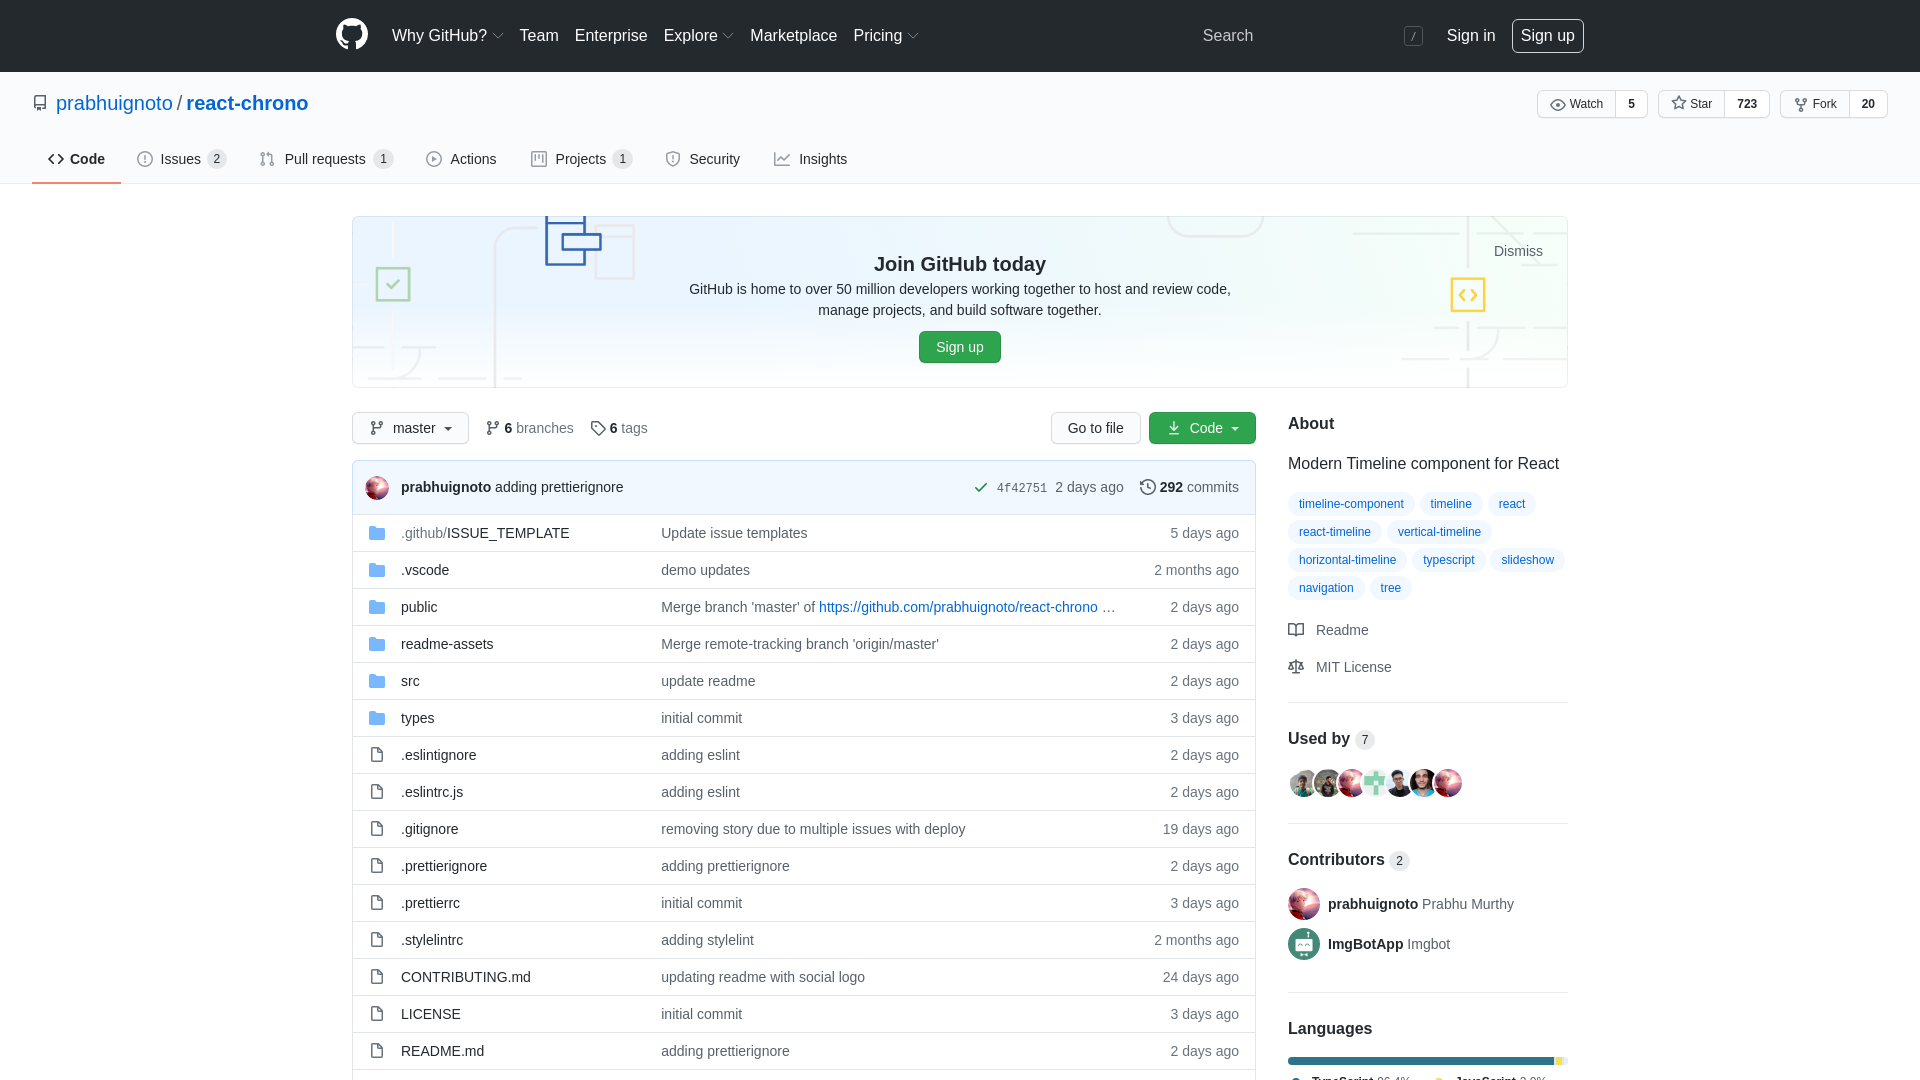 Why GitHub? Team Enterprise Explore Marketplace Pricing Search / Sign in Sign up
prabhuignoto / react-chrono Watch 5 Star 723 Fork 20
Code Issues 2 Pull requests 1 Actions Projects 1 Security Insights
Dismiss
Join GitHub today
GitHub is home to over 50 million developers working together to host and review code,
manage projects, and build software together.
Sign up
master 6 branches 6 tags Go to file Code
prabhuignoto adding prettierignore 4f42751 2 days ago 292 commits
.github/ISSUE_TEMPLATE Update issue templates 5 days ago
.vscode demo updates 2 months ago
public Merge branch 'master' of https://github.com/prabhuignoto/react-chrono … 2 days ago
readme-assets Merge remote-tracking branch 'origin/master' 2 days ago
src update readme 2 days ago
types initial commit 3 days ago
.eslintignore adding eslint 2 days ago
.eslintrc.js adding eslint 2 days ago
.gitignore removing story due to multiple issues with deploy 19 days ago
.prettierignore adding prettierignore 2 days ago
.prettierrc initial commit 3 days ago
.stylelintrc adding stylelint 2 months ago
CONTRIBUTING.md updating readme with social logo 24 days ago
LICENSE initial commit 3 days ago
README.md adding prettierignore 2 days ago
About
Modern Timeline component for React
timeline-component timeline react
react-timeline vertical-timeline
horizontal-timeline typescript slideshow
navigation tree
Readme
MIT License
Used by 7
Contributors 2
prabhuignoto Prabhu Murthy
ImgBotApp Imgbot
Languages
TypeScript JavaScript